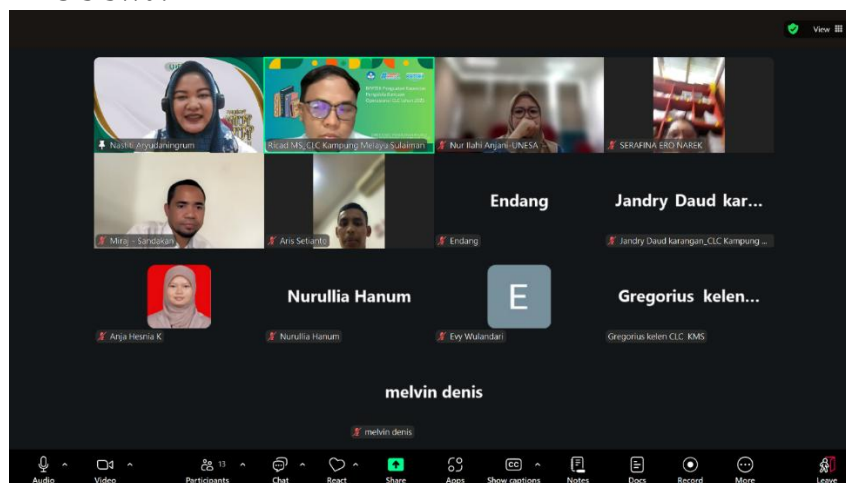 View
Nastiti Aryudaningrum
Ricad MS_CLC Kampung Melayu Sulaiman
Nur Ilahi Anjani-UNESA
SERAFINA ERO NAREK
Miraj - Sandakan
Aris Setianto
Endang
Endang
Jandry Daud kar...
Jandry Daud karangan_CLC Kampung ...
Anja Hesnia K
Nurullia Hanum
Nurullia Hanum
E
Evy Wulandari
Gregorius kelen...
Gregorius kelen CLC KMS
melvin denis
melvin denis
Audio
Video
Participants
13
Chat
React
Share
Apps
CC
Show captions
Notes
Docs
Record
More
Leave